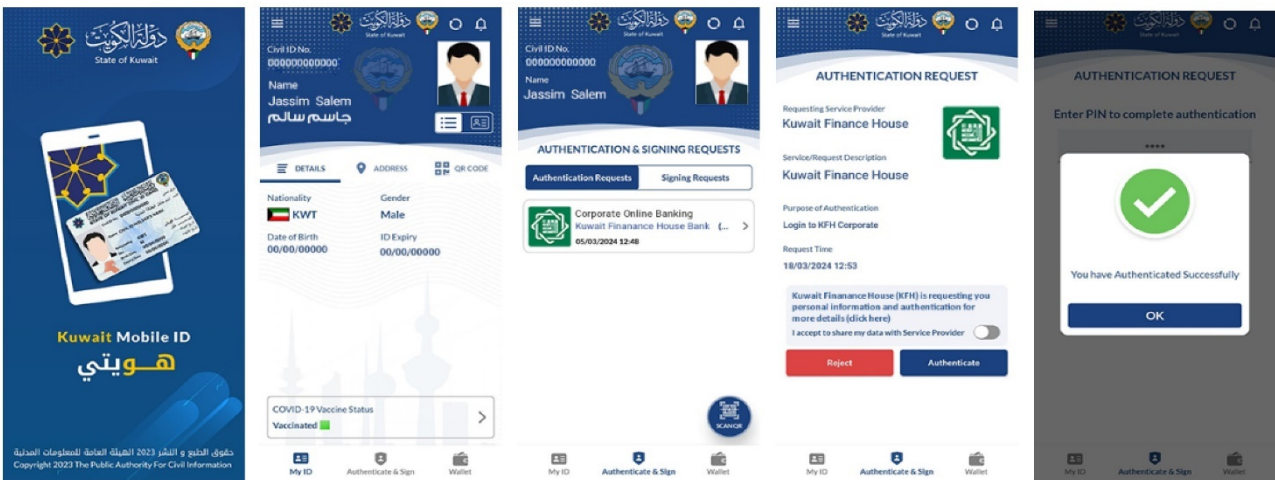 دولة الكويت
State of Kuwait
Kuwait Mobile ID
هـــويتي
حقوق الطبع و النشر 2023 الهيئة العامة للمعلومات المدنية
Copyright 2023 The Public Authority For Civil Information
دولة الكويت
State of Kuwait
Civil ID No.
000000000000
Name
Jassim Salem
جاسم سالم
DETAILS
ADDRESS
QR CODE
Nationality
Gender
KWT
Male
Date of Birth
ID Expiry
00/00/00000
00/00/00000
COVID-19 Vaccine Status
Vaccinated
My ID
Authenticate & Sign
Wallet
دولة الكويت
State of Kuwait
Civil ID No.
000000000000
Name
Jassim Salem
AUTHENTICATION & SIGNING REQUESTS
Authentication Requests
Signing Requests
Corporate Online Banking
Kuwait Finanance House Bank (...
05/03/2024 12:48
SCAN QR
My ID
Authenticate & Sign
Wallet
دولة الكويت
State of Kuwait
AUTHENTICATION REQUEST
Requesting Service Provider
Kuwait Finance House
Service/Request Description
Kuwait Finance House
Purpose of Authentication
Login to KFH Corporate
Request Time
18/03/2024 12:53
Kuwait Finanance House (KFH) is requesting you
personal information and authentication for
more details (click here)
I accept to share my data with Service Provider
Reject
Authenticate
My ID
Authenticate & Sign
Wallet
دولة الكويت
State of Kuwait
AUTHENTICATION REQUEST
Enter PIN to complete authentication
****
You have Authenticated Successfully
OK
My ID
Authenticate & Sign
Wallet